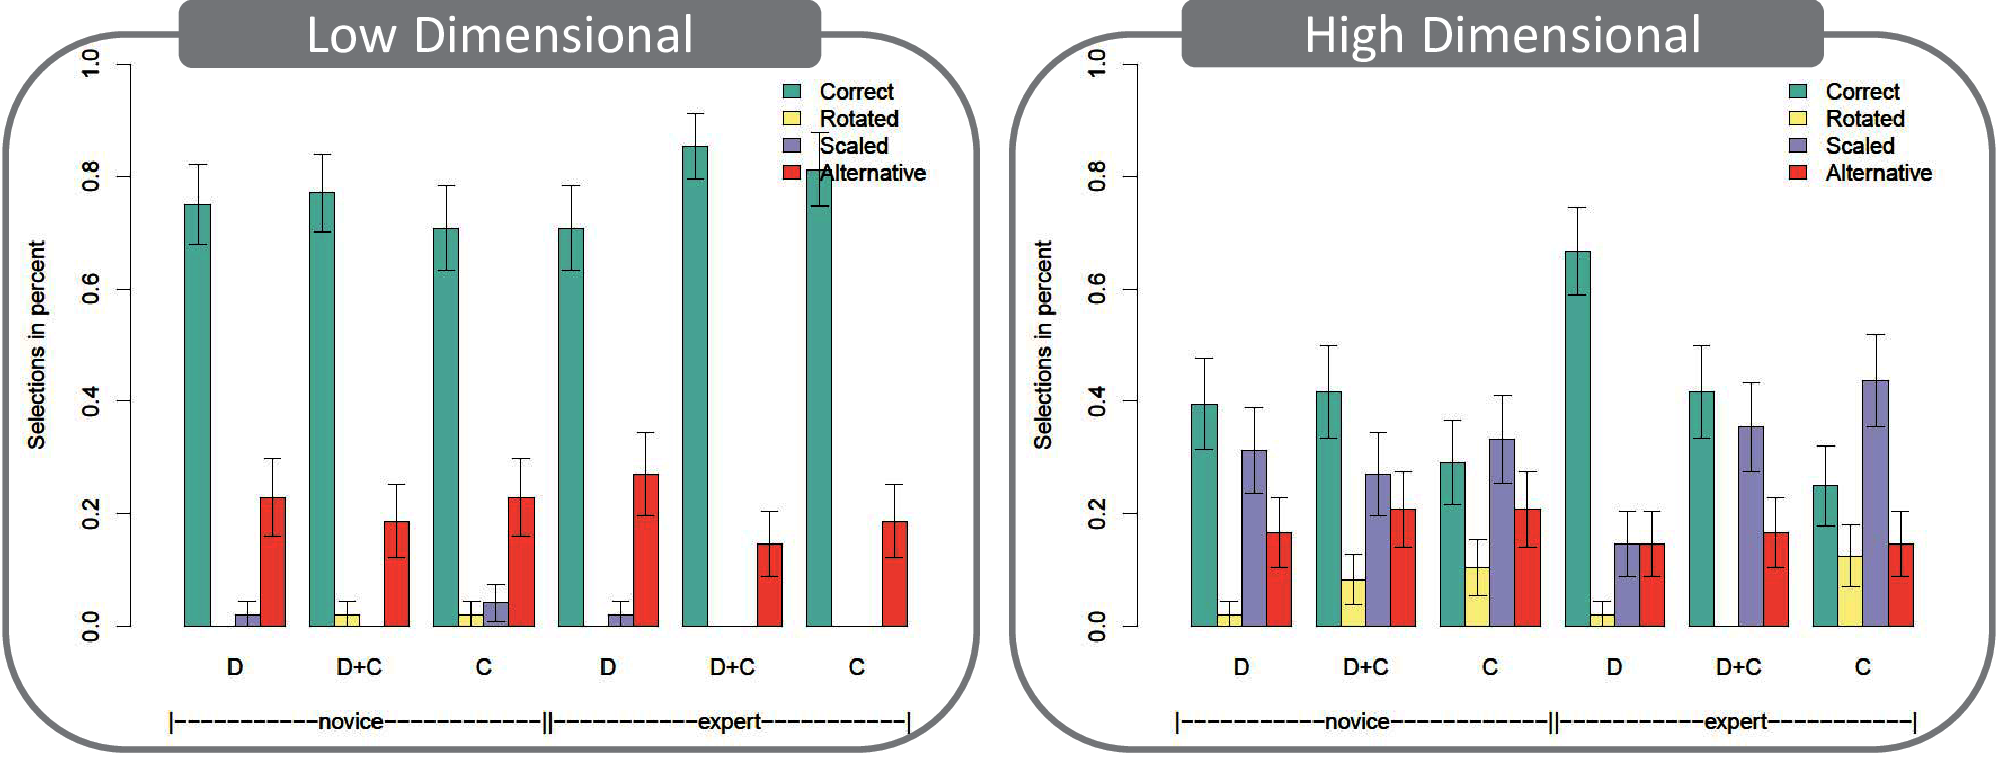 Low Dimensional
1.0
0.8
0.6
0.4
0.2
0.0
Selections in percent
Correct
Rotated
Scaled
Alternative
D D+C C D D+C C
|-----------novice------------||-----------expert-----------|
High Dimensional
1.0
0.8
0.6
0.4
0.2
0.0
Selections in percent
Correct
Rotated
Scaled
Alternative
D D+C C D D+C C
|-----------novice------------||-----------expert-----------|